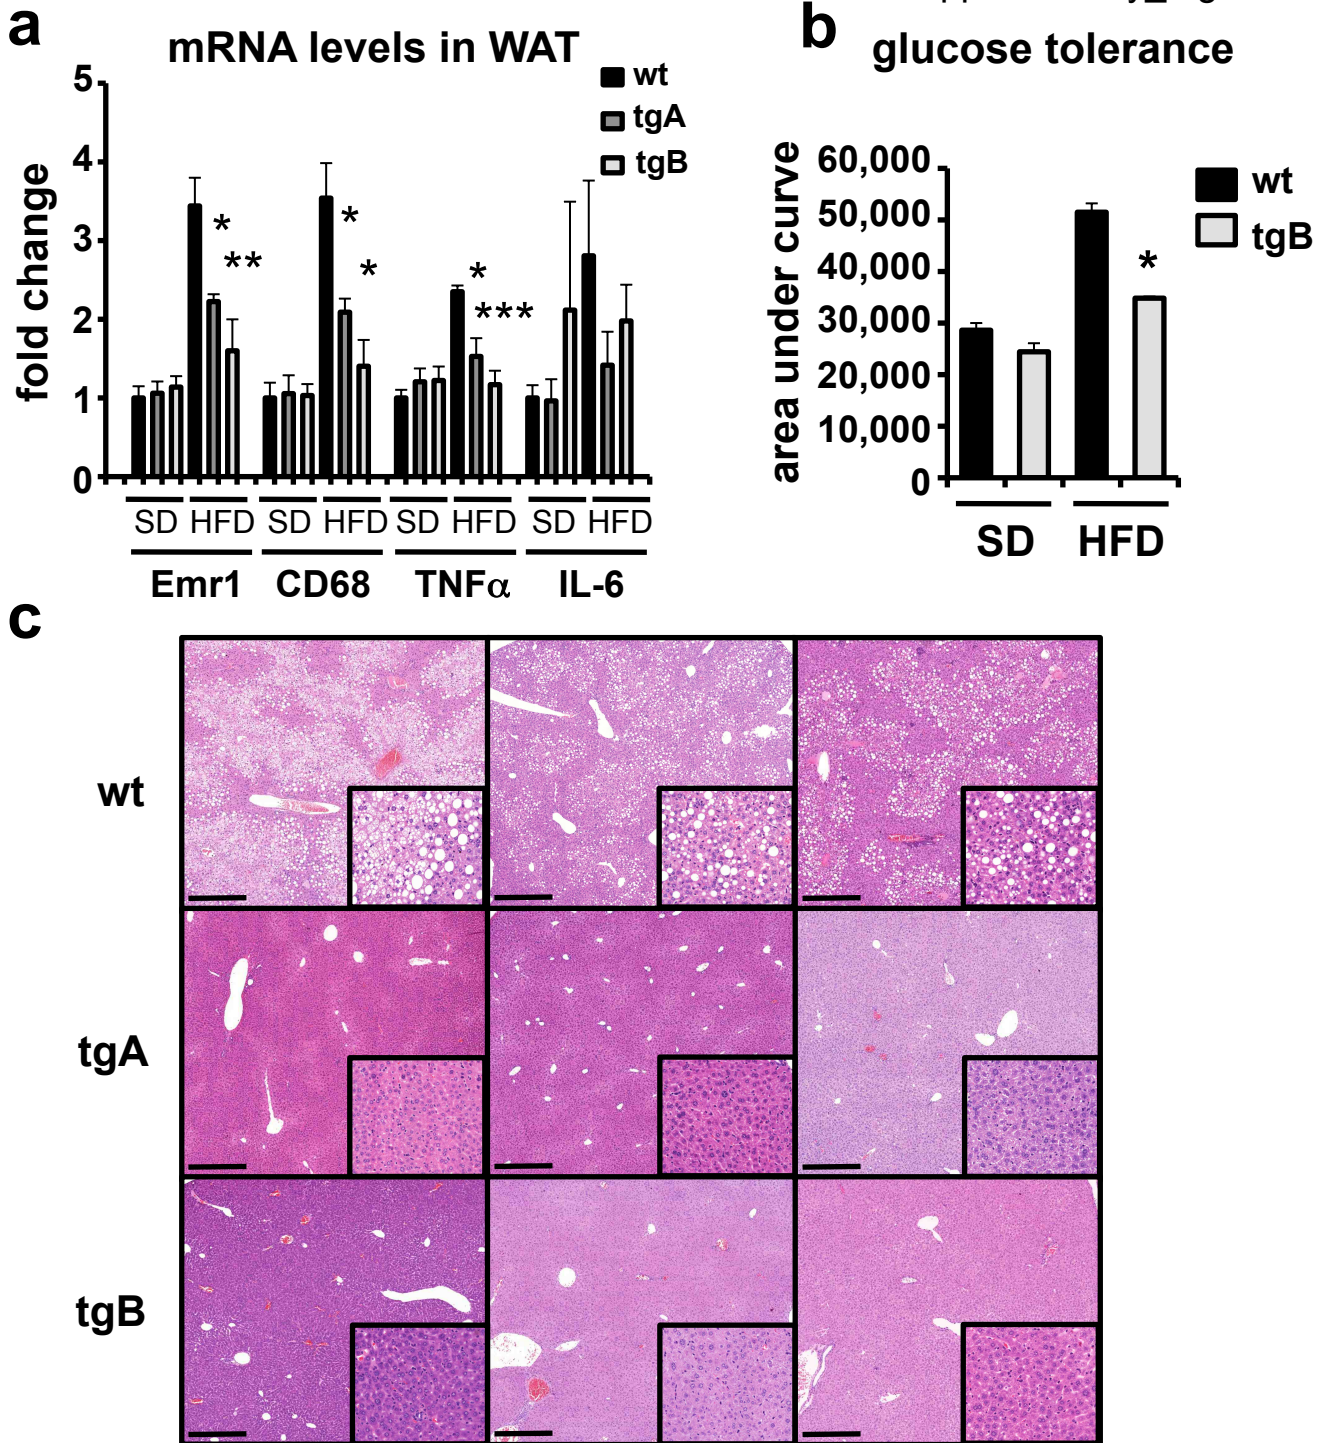 a
mRNA levels in WAT
wt
tgA
tgB
fold change
5
4
3
2
1
0
*
**
*
*
*
***
SD HFD SD HFD SD HFD SD HFD
Emr1 CD68 TNFα IL-6
b
glucose tolerance
wt
tgB
area under curve
60,000
50,000
40,000
30,000
20,000
10,000
0
*
SD HFD
c
wt
tgA
tgB